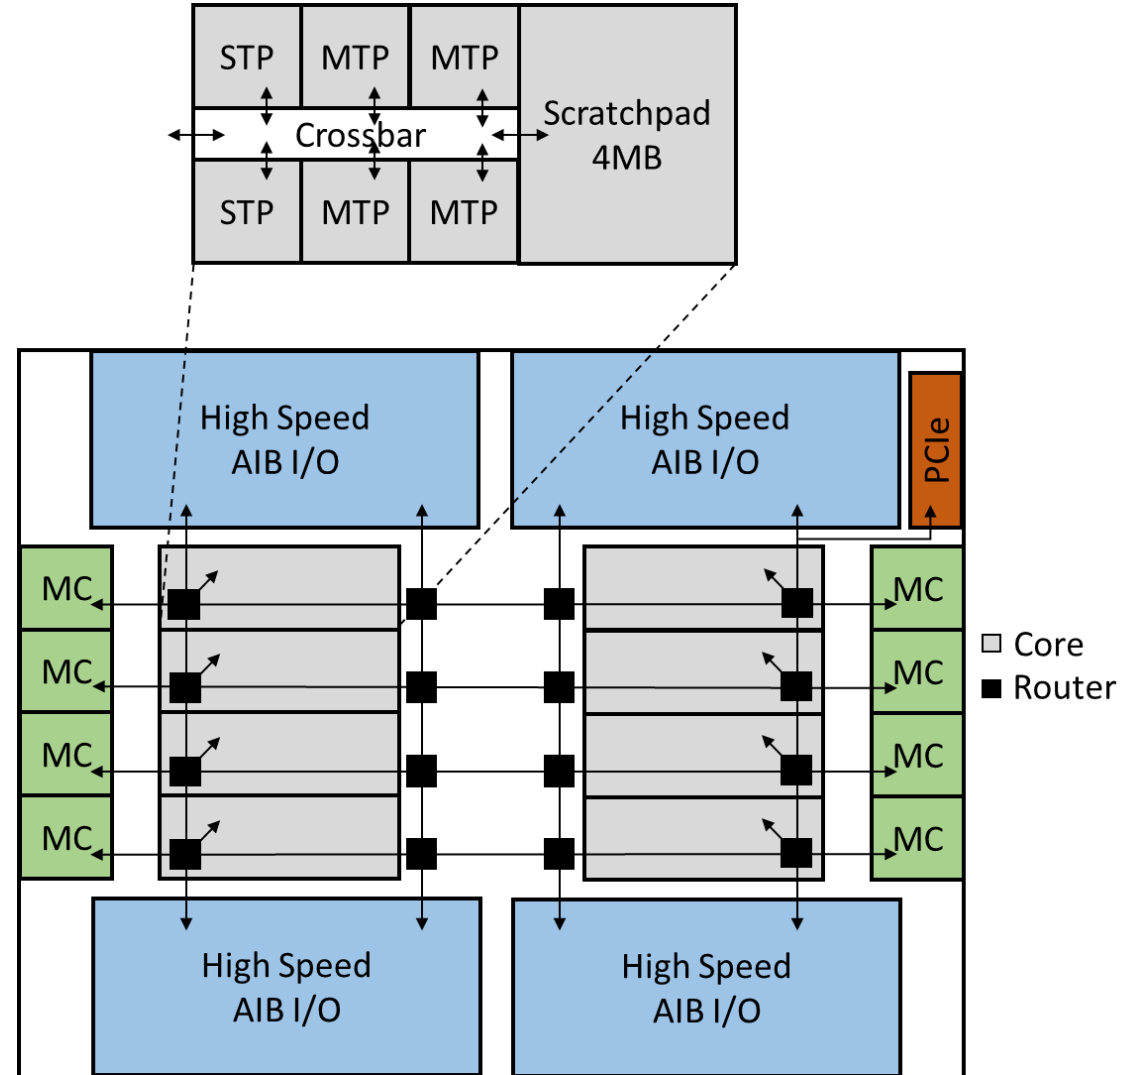 STP MTP MTP
Scratchpad
4MB
Crossbar
STP MTP MTP
High Speed
AIB I/O
High Speed
AIB I/O
PCIe
MC
MC
MC
MC
MC
MC
MC
MC
Core
Router
High Speed
AIB I/O
High Speed
AIB I/O